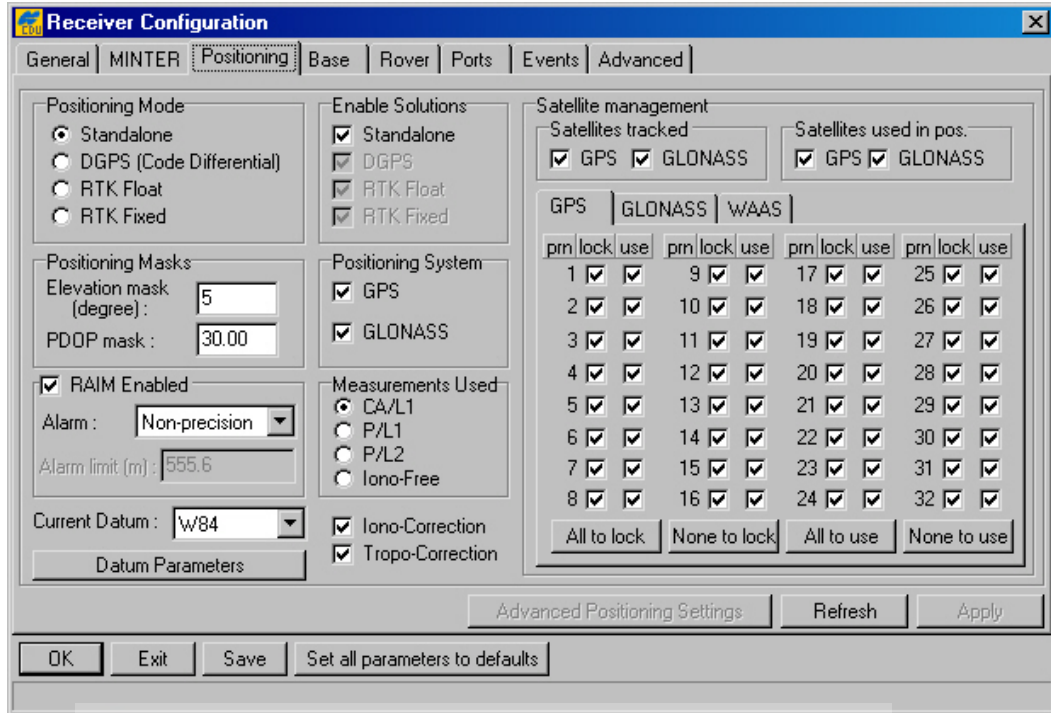 EDU
Receiver Configuration
General MINTER Positioning Base Rover Ports Events Advanced
Positioning Mode
Standalone
DGPS (Code Differential)
RTK Float
RTK Fixed
Enable Solutions
Standalone
DGPS
RTK Float
RTK Fixed
Satellite management
Satellites tracked
GPS GLONASS
Satellites used in pos.
GPS GLONASS
Positioning Masks
Elevation mask
(degree) : 5
PDOP mask : 30.00
Positioning System
GPS
GLONASS
RAIM Enabled
Alarm : Non-precision
Alarm limit (m) : 555.6
Measurements Used
CA/L1
P/L1
P/L2
Iono-Free
Current Datum : W84
Datum Parameters
Iono-Correction
Tropo-Correction
GPS GLONASS WAAS
prn lock use prn lock use prn lock use prn lock use
1 9 17 25
2 10 18 26
3 11 19 27
4 12 20 28
5 13 21 29
6 14 22 30
7 15 23 31
8 16 24 32
All to lock None to lock All to use None to use
Advanced Positioning Settings Refresh Apply
OK Exit Save Set all parameters to defaults